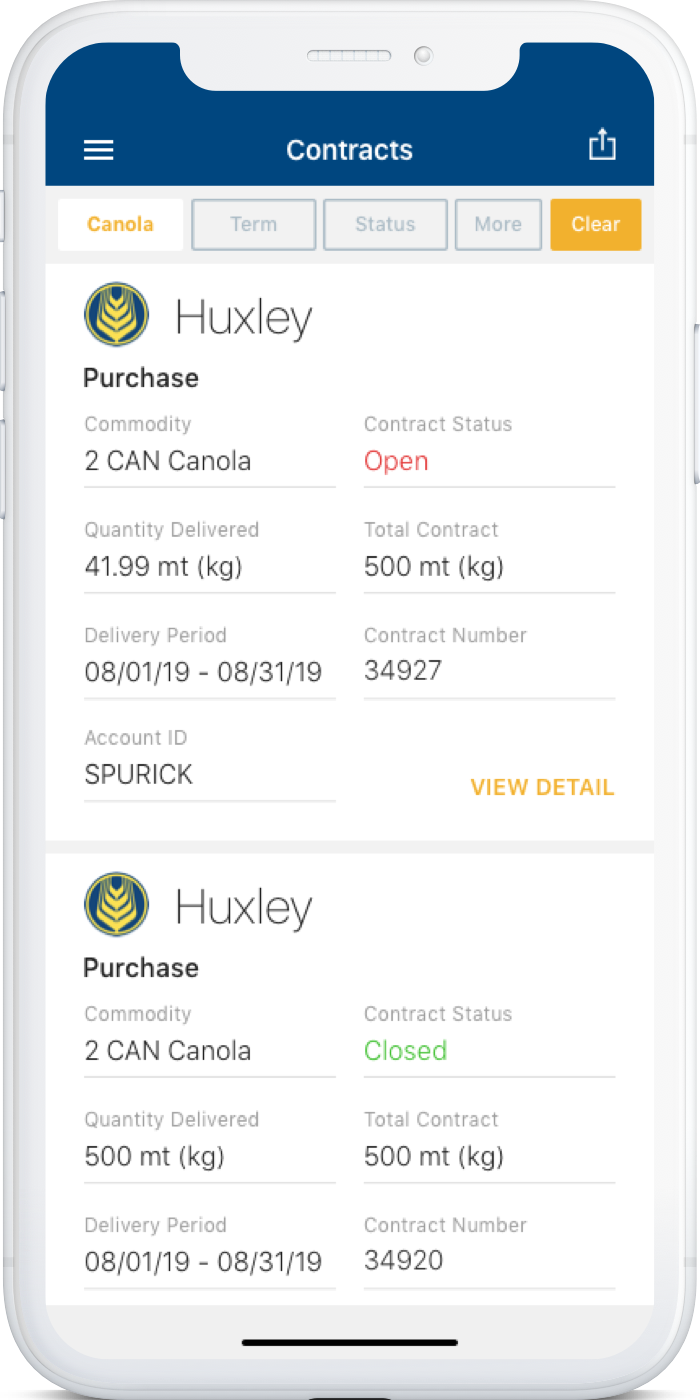 Contracts
Canola Term Status More Clear
Huxley
Purchase
Commodity Contract Status
2 CAN Canola Open
Quantity Delivered Total Contract
41.99 mt (kg) 500 mt (kg)
Delivery Period Contract Number
08/01/19 - 08/31/19 34927
Account ID
SPURICK
VIEW DETAIL
Huxley
Purchase
Commodity Contract Status
2 CAN Canola Closed
Quantity Delivered Total Contract
500 mt (kg) 500 mt (kg)
Delivery Period Contract Number
08/01/19 - 08/31/19 34920